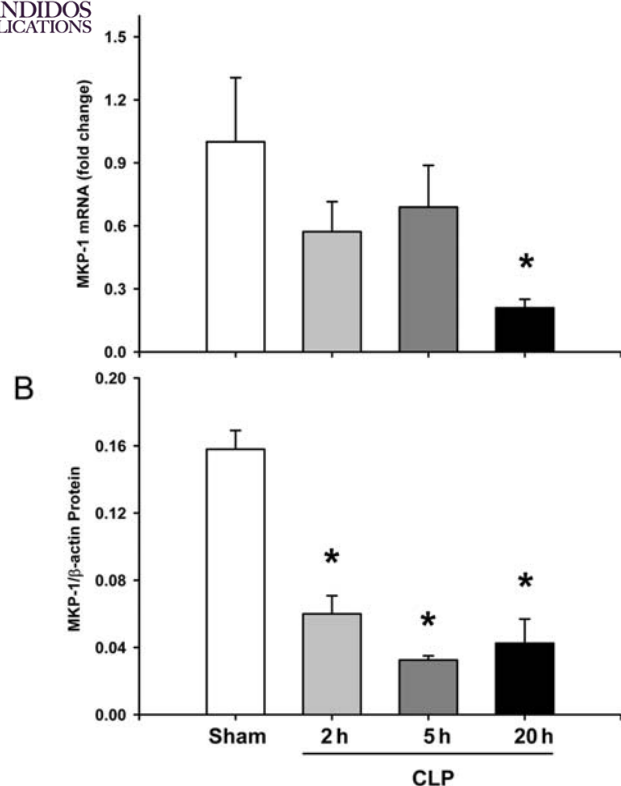 NDIDOS
LICATIONS
1.5
1.2
0.9
0.6
0.3
0.0
MKP-1 mRNA (fold change)
*
B
0.20
0.16
0.12
0.08
0.04
0.00
MKP-1/β-actin Protein
* * *
Sham 2 h 5 h 20 h
CLP